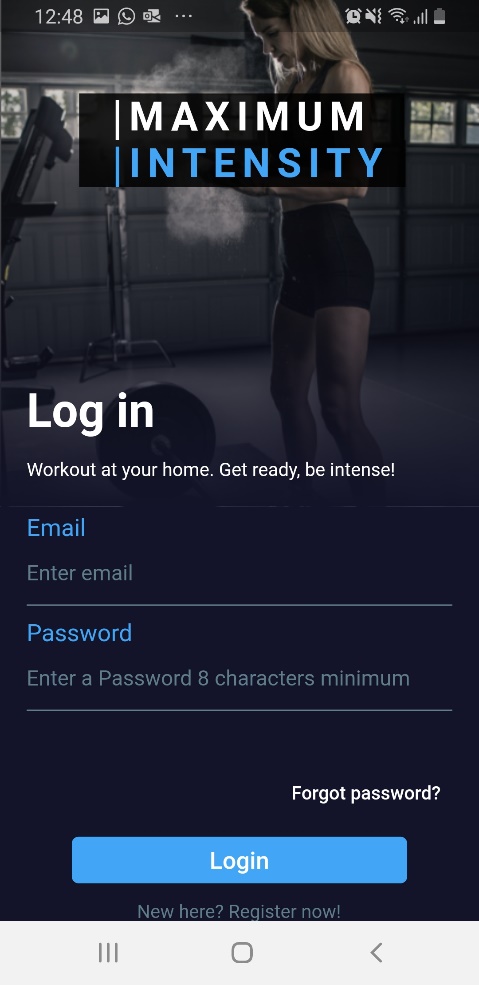 12:48
|MAXIMUM
|INTENSITY
Log in
Workout at your home. Get ready, be intense!
Email
Enter email
Password
Enter a Password 8 characters minimum
Forgot password?
Login
New here? Register now!